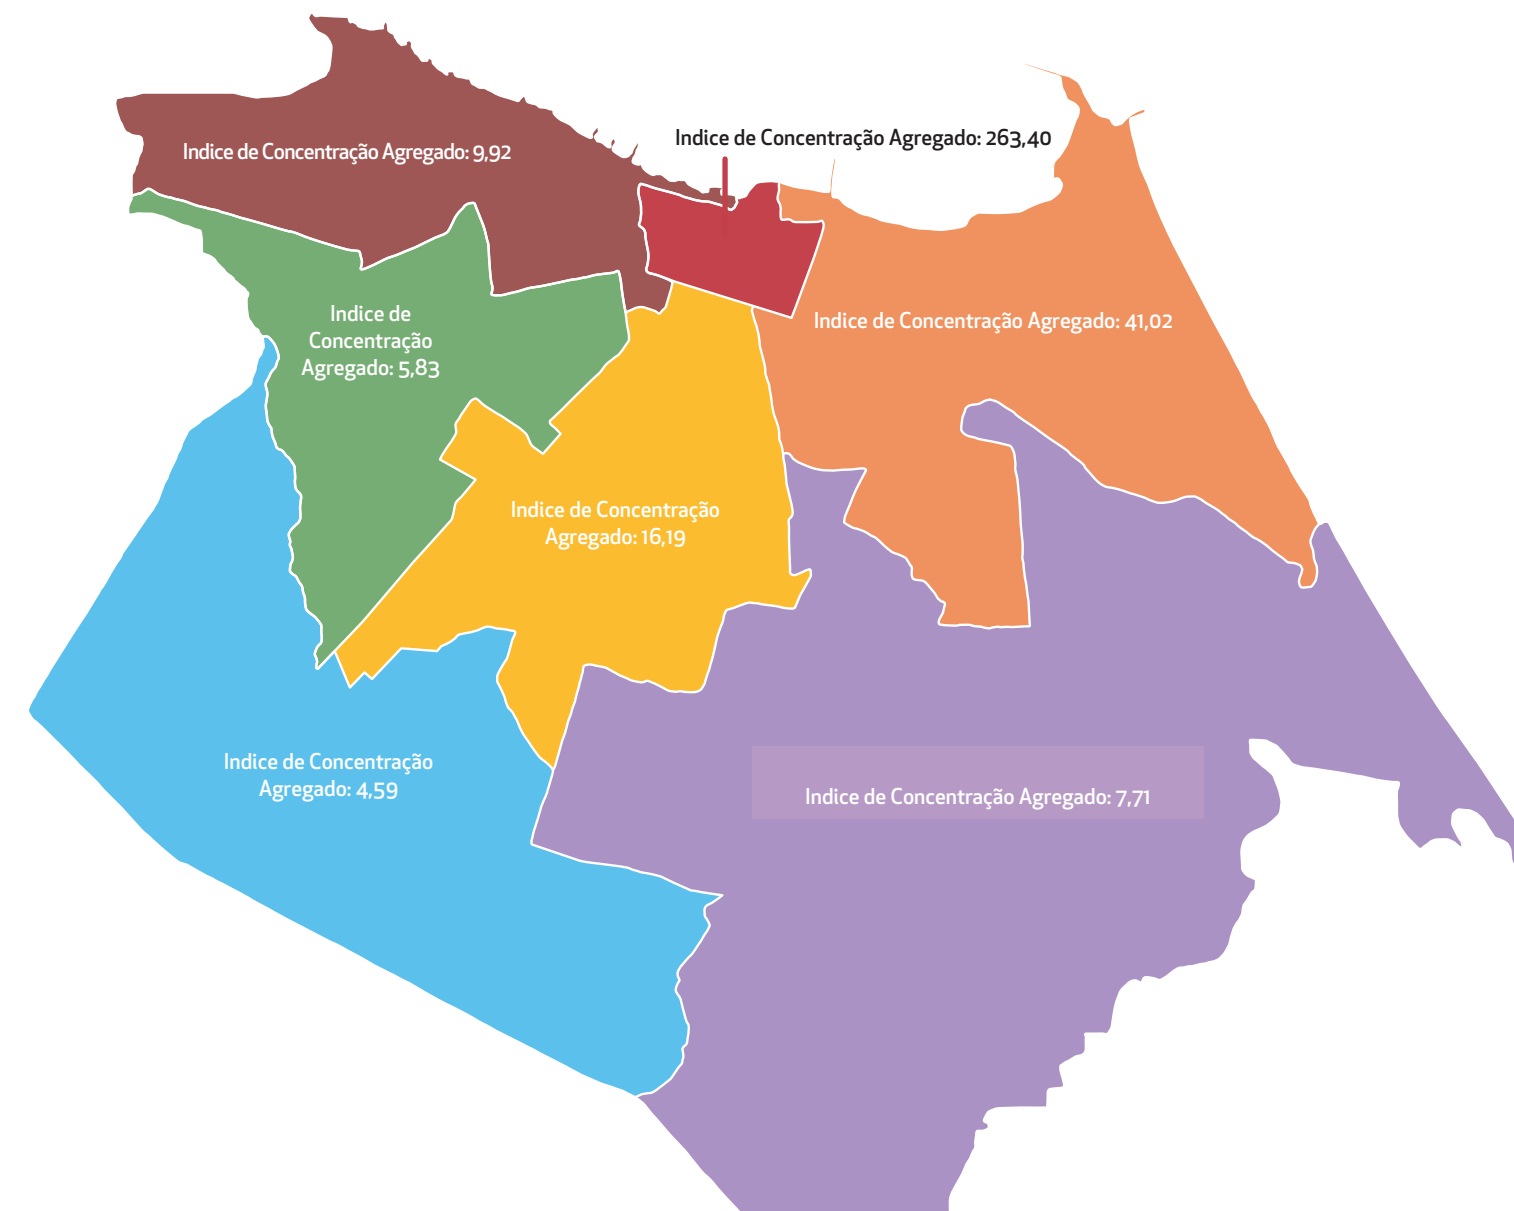 Indice de Concentração Agregado: 263,40
Indice de Concentração Agregado: 9,92
Indice de Concentração Agregado: 41,02
Indice de
Concentração
Agregado: 5,83
Indice de Concentração
Agregado: 16,19
Indice de Concentração
Agregado: 4,59
Indice de Concentração Agregado: 7,71